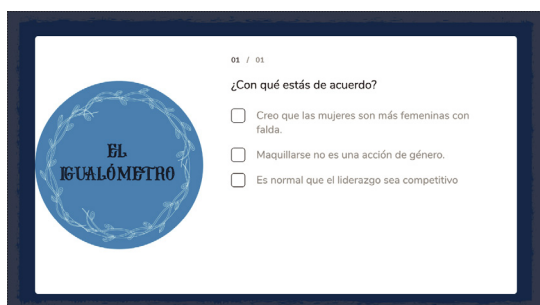 01 / 01
¿Con qué estás de acuerdo?
Creo que las mujeres son más femeninas con
falda.
Maquillarse no es una acción de género.
Es normal que el liderazgo sea competitivo
EL
IGUALÓMETRO